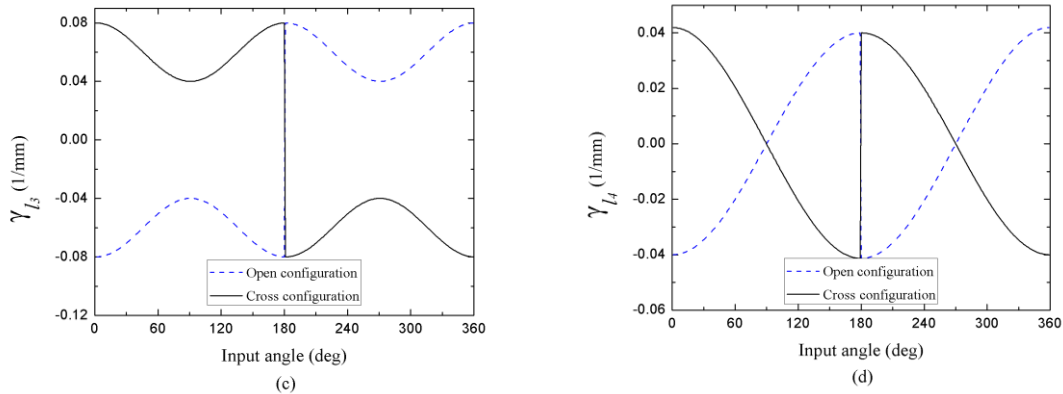 0.08
0.04
0.00
-0.04
-0.08
-0.12
γl3 (1/mm)
Open configuration
Cross configuration
0 60 120 180 240 300 360
Input angle (deg)
(c)
0.04
0.02
0.00
-0.02
-0.04
-0.06
γl4 (1/mm)
Open configuration
Cross configuration
0 60 120 180 240 300 360
Input angle (deg)
(d)